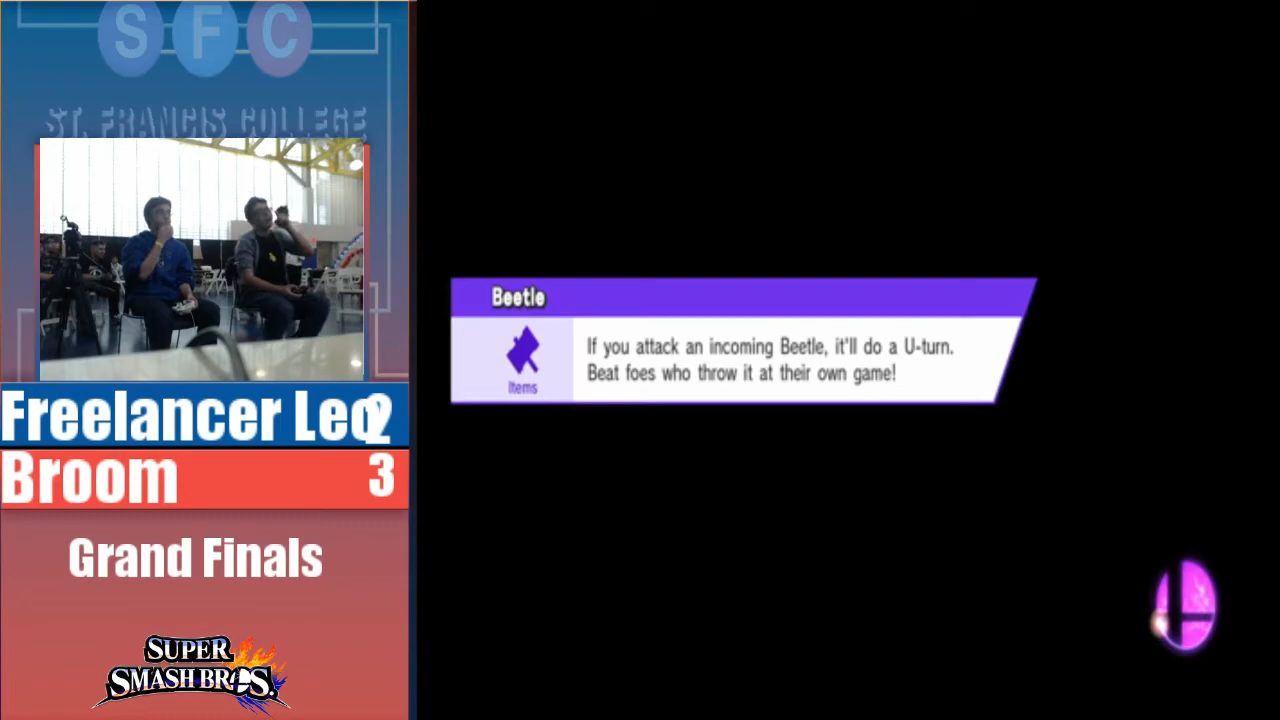 S F C
ST. FRANCIS COLLEGE
Freelancer Leo 2
Broom 3
Grand Finals
SUPER
SMASH BROS.
Beetle
Items
If you attack an incoming Beetle, it'll do a U-turn.
Beat foes who throw it at their own game!